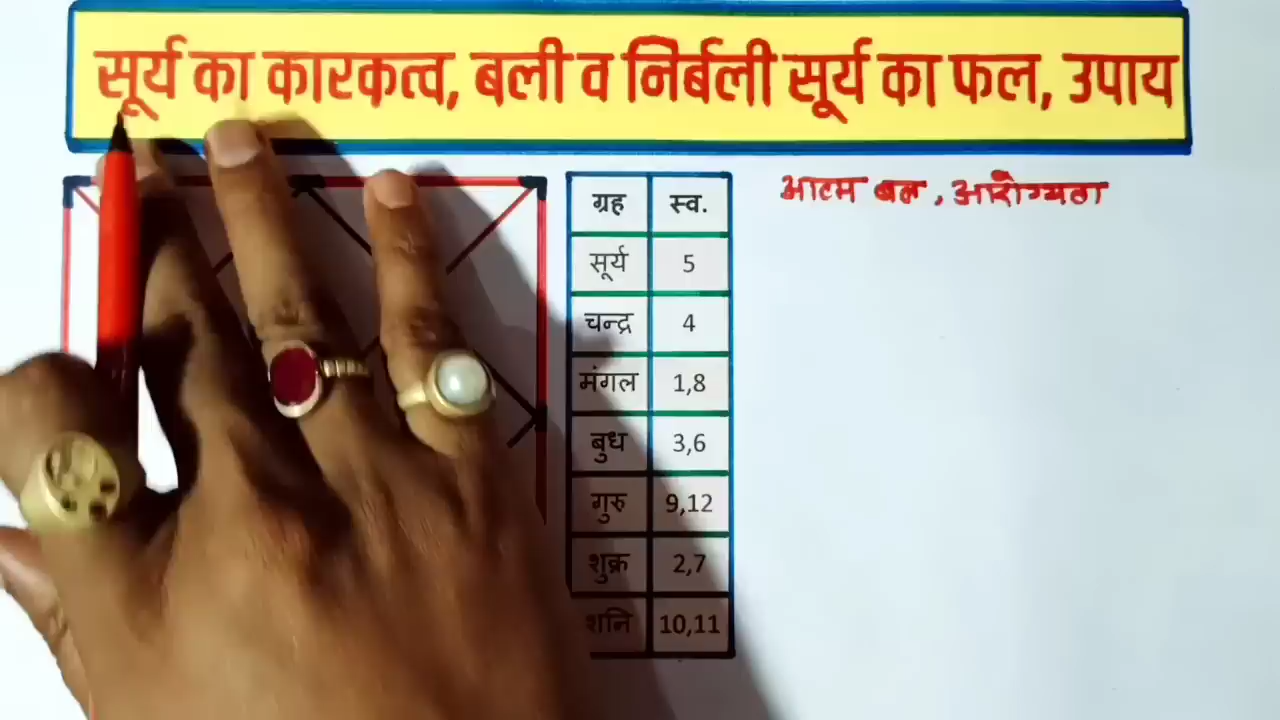 सूर्य का कारकत्व, बली व निर्बली सूर्य का फल, उपाय
आत्म बल, आरोग्यता
ग्रह स्व.
सूर्य 5
चन्द्र 4
मंगल 1,8
बुध 3,6
गुरु 9,12
शुक्र 2,7
शनि 10,11